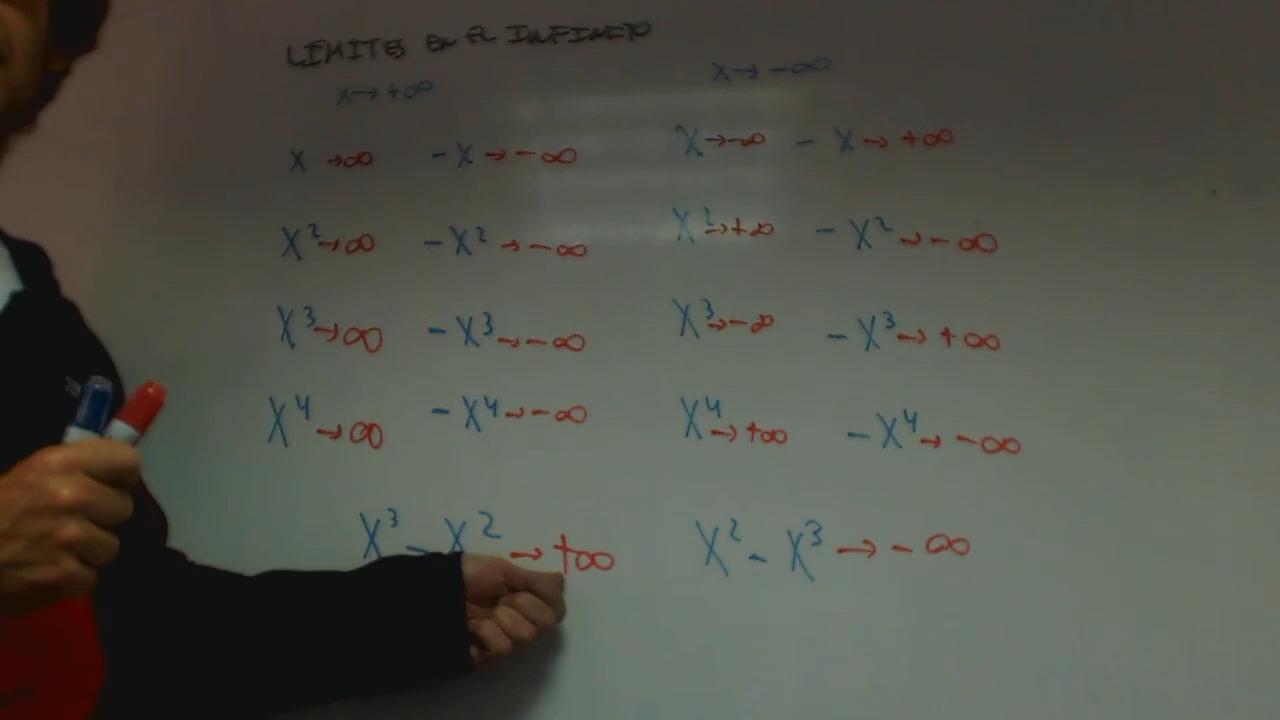 LÍMITES EN EL INFINITO
x→+∞ x→-∞
x→∞ -x→-∞ x→-∞ -x→+∞
x²→∞ -x²→-∞ x²→+∞ -x²→-∞
x³→∞ -x³→-∞ x³→-∞ -x³→+∞
x⁴→∞ -x⁴→-∞ x⁴→+∞ -x⁴→-∞
x³-x²→+∞ x²-x³→-∞